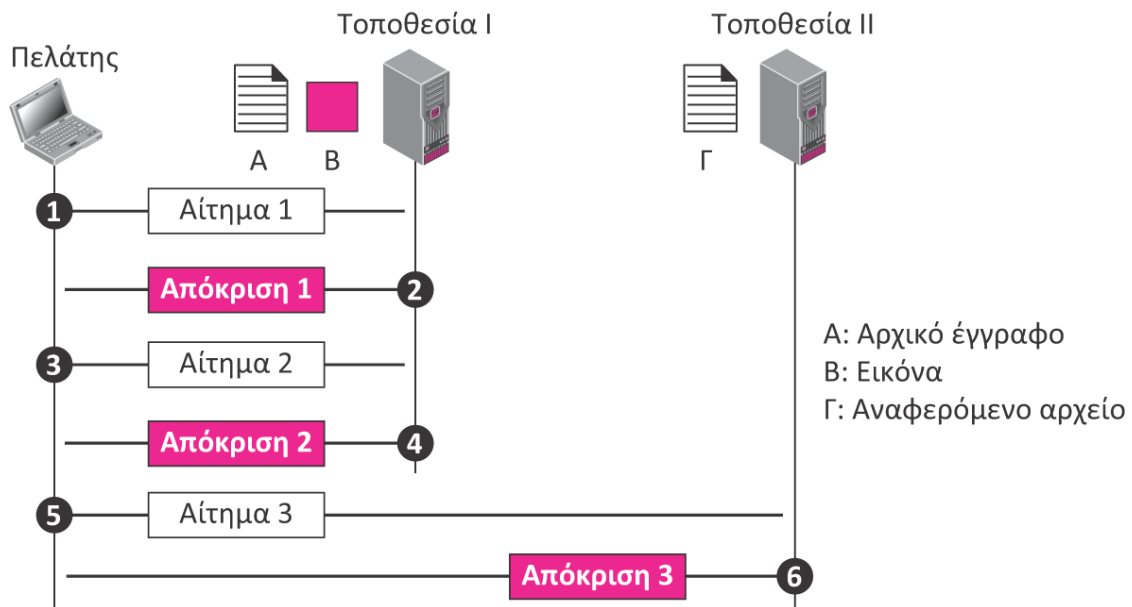 Τοποθεσία I
Τοποθεσία II
Πελάτης
Α
Β
Γ
1
Αίτημα 1
Απόκριση 1
2
3
Αίτημα 2
Απόκριση 2
4
5
Αίτημα 3
Απόκριση 3
6
Α: Αρχικό έγγραφο
Β: Εικόνα
Γ: Αναφερόμενο αρχείο